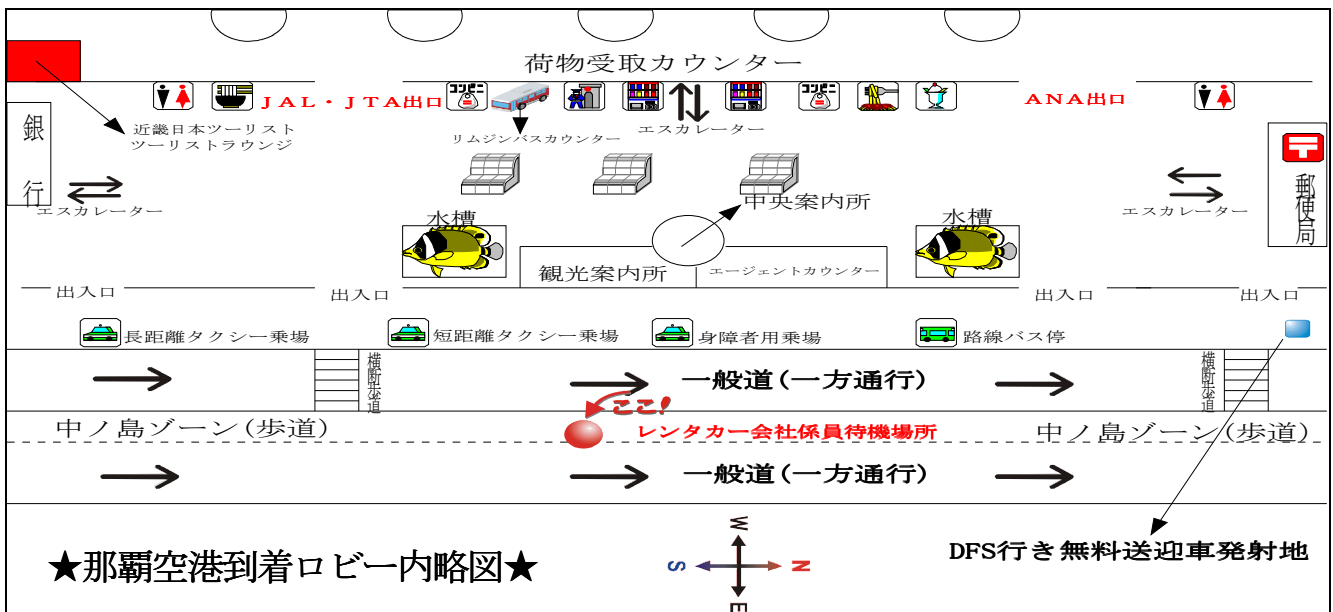 荷物受取カウンター
JAL・JTA出口
コンビニ
コンビニ
ANA出口
銀行
近畿日本ツーリスト
ツーリストラウンジ
リムジンバスカウンター
エスカレーター
郵便局
エスカレーター
中央案内所
エスカレーター
水槽
水槽
観光案内所
エージェントカウンター
出入口
出入口
出入口
出入口
長距離タクシー乗場
短距離タクシー乗場
身障者用乗場
路線バス停
横断歩道
一般道(一方通行)
横断歩道
ここ!
中ノ島ゾーン(歩道)
レンタカー会社係員待機場所
中ノ島ゾーン(歩道)
一般道(一方通行)
★那覇空港到着ロビー内略図★
W
S
N
E
DFS行き無料送迎車発射地